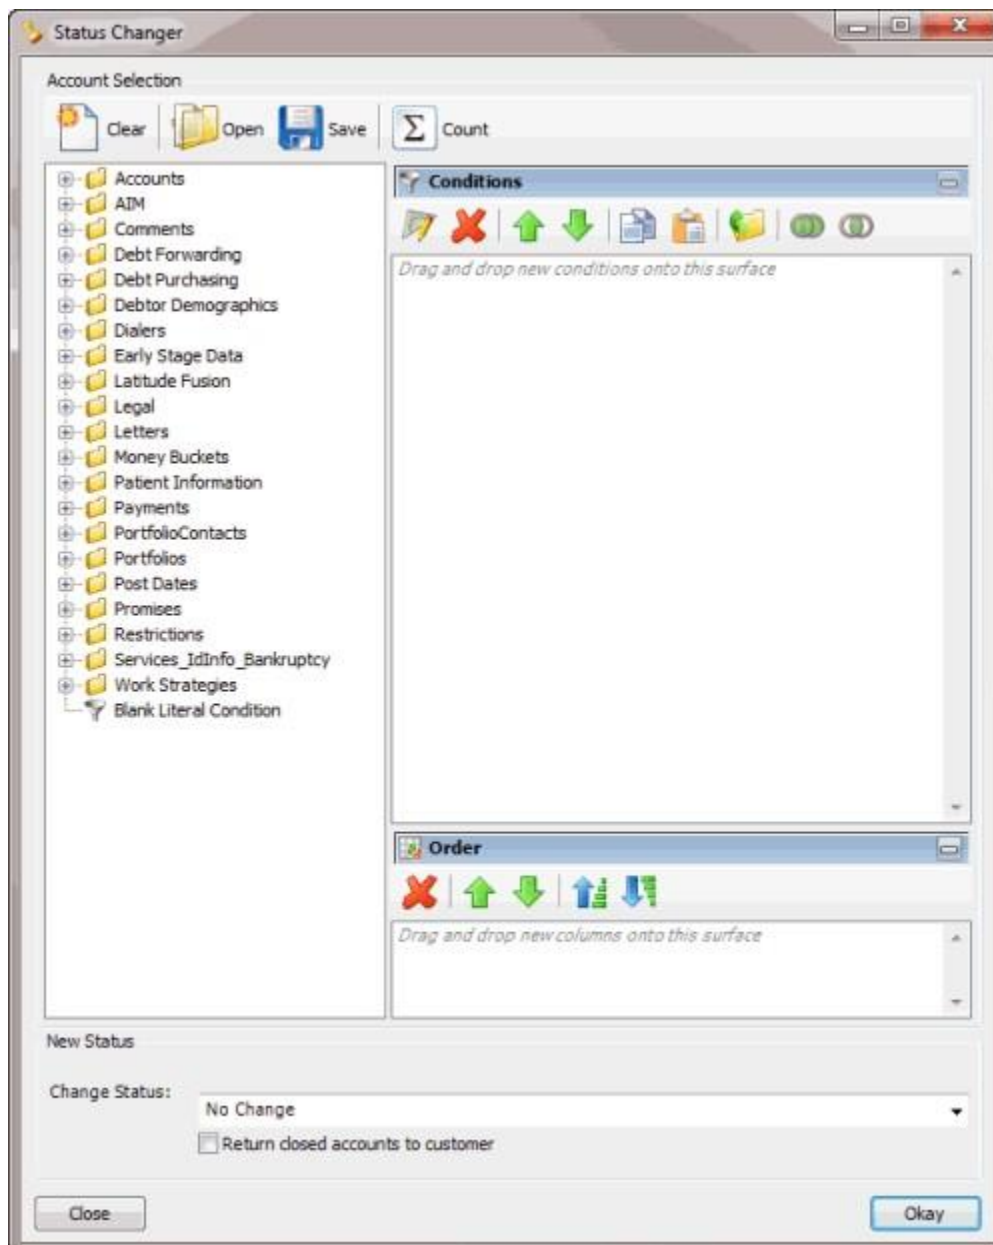 Status Changer
Account Selection
Clear Open Save Count
Accounts
AIM
Comments
Debt Forwarding
Debt Purchasing
Debtor Demographics
Dialers
Early Stage Data
Latitude Fusion
Legal
Letters
Money Buckets
Patient Information
Payments
PortfolioContacts
Portfolios
Post Dates
Promises
Restrictions
Services_IdInfo_Bankruptcy
Work Strategies
Blank Literal Condition
Conditions
Drag and drop new conditions onto this surface
Order
Drag and drop new columns onto this surface
New Status
Change Status:
No Change
Return closed accounts to customer
Close Okay